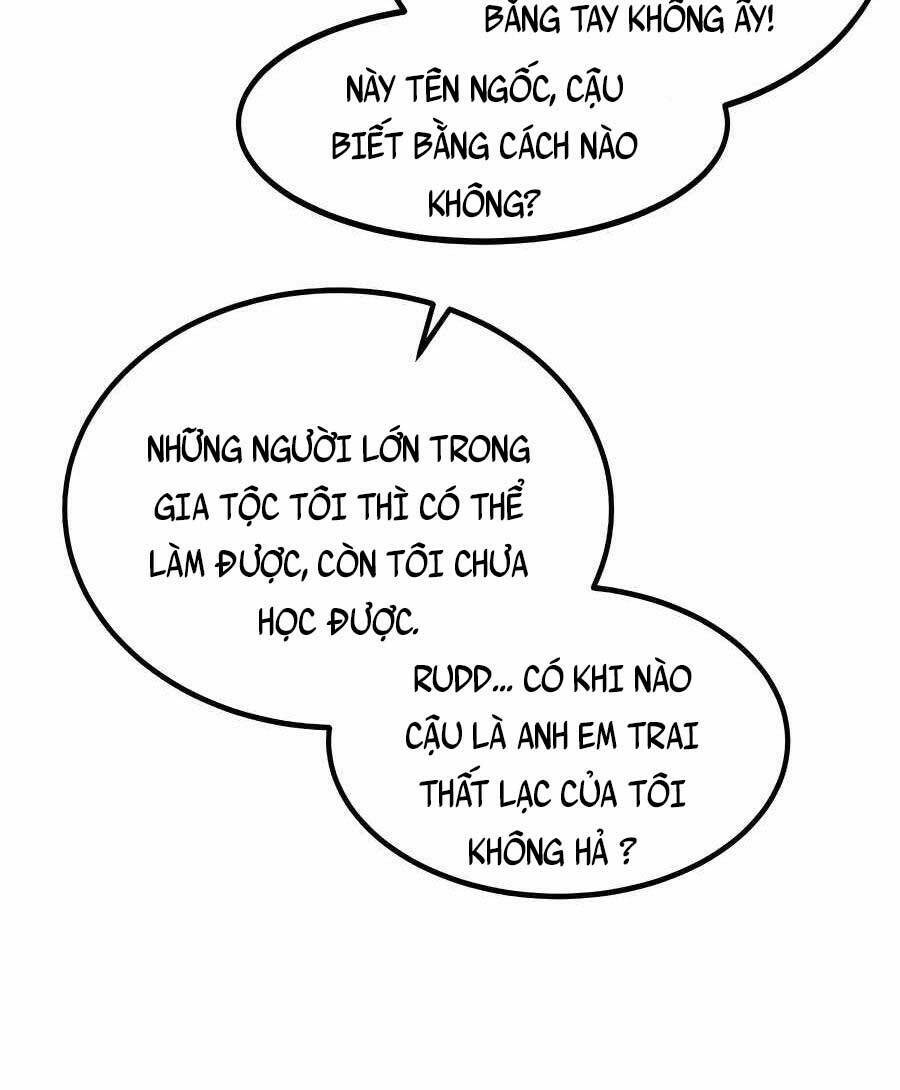 BẰNG TAY KHÔNG ẤY!
NÀY TÊN NGỐC, CẬU
BIẾT BẰNG CÁCH NÀO
KHÔNG?
NHỮNG NGƯỜI LỚN TRONG
GIA TỘC TÔI THÌ CÓ THỂ
LÀM ĐƯỢC, CÒN TÔI CHƯA
HỌC ĐƯỢC.
RUDD... CÓ KHI NÀO
CẬU LÀ ANH EM TRAI
THẤT LẠC CỦA TÔI
KHÔNG HẢ ?